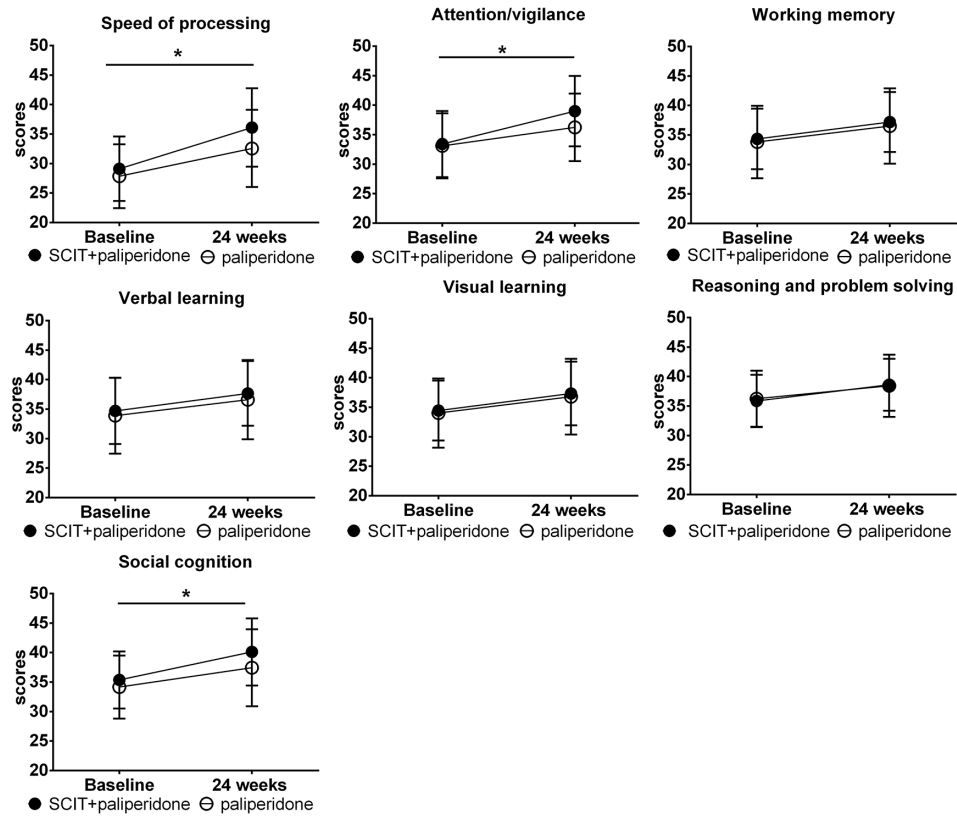 Speed of processing
*
scores
50
45
40
35
30
25
20
Baseline 24 weeks
SCIT+paliperidone paliperidone
Attention/vigilance
*
scores
50
45
40
35
30
25
20
Baseline 24 weeks
SCIT+paliperidone paliperidone
Working memory
scores
50
45
40
35
30
25
20
Baseline 24 weeks
SCIT+paliperidone paliperidone
Verbal learning
scores
50
45
40
35
30
25
20
Baseline 24 weeks
SCIT+paliperidone paliperidone
Visual learning
scores
50
45
40
35
30
25
20
Baseline 24 weeks
SCIT+paliperidone paliperidone
Reasoning and problem solving
scores
50
45
40
35
30
25
20
Baseline 24 weeks
SCIT+paliperidone paliperidone
Social cognition
*
scores
50
45
40
35
30
25
20
Baseline 24 weeks
SCIT+paliperidone paliperidone